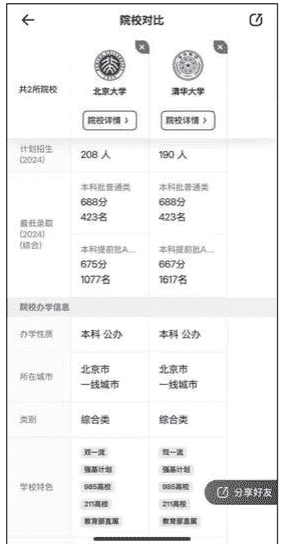 院校对比
共2所院校
北京大学
清华大学
院校详情 >
院校详情 >
计划招生
(2024)
208 人
190 人
最低录取
(2024)
(综合)
本科批普通类
688分
423名
本科提前批A...
675分
1077名
本科批普通类
688分
423名
本科提前批A...
667分
1617名
院校办学信息
办学性质
本科 公办
本科 公办
所在城市
北京市
一线城市
北京市
一线城市
类别
综合类
综合类
学校特色
双一流
强基计划
985高校
211高校
教育部直属
双一流
强基计划
985高校
211高校
教育部直属
分享好友